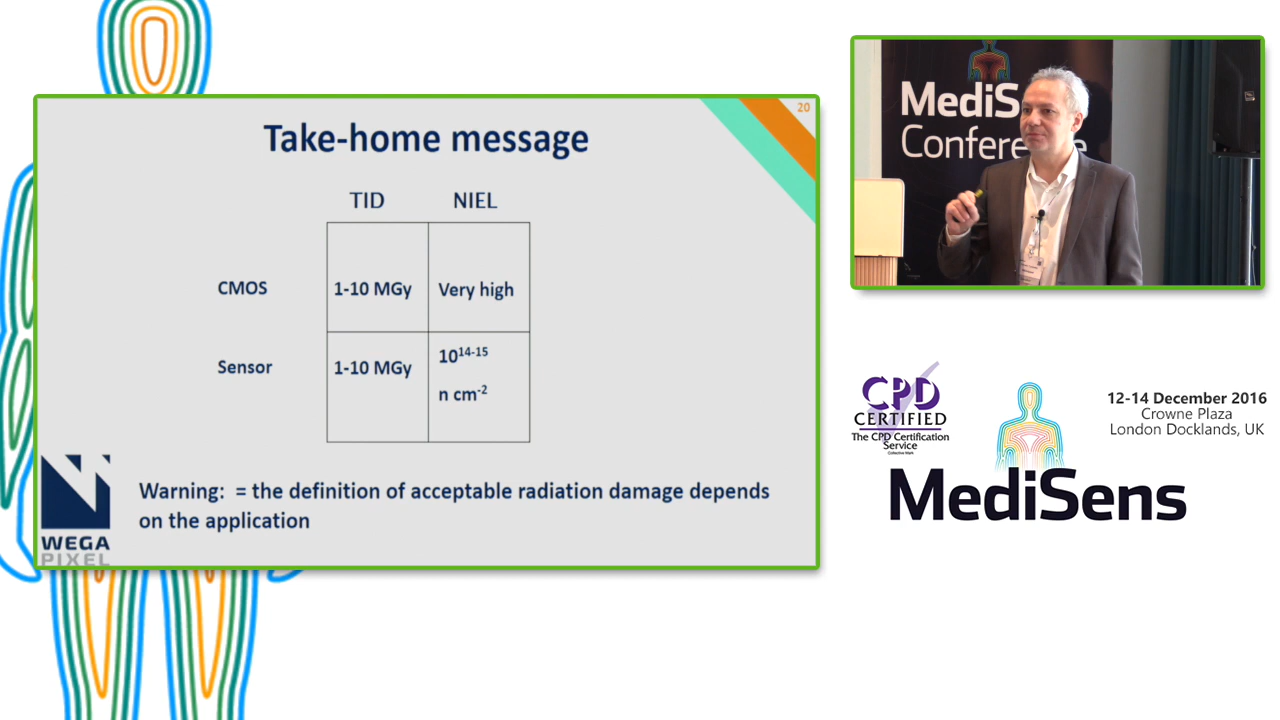 20
Take-home message
TID NIEL
CMOS 1-10 MGy Very high
Sensor 1-10 MGy 10¹⁴⁻¹⁵
n cm⁻²
Warning: = the definition of acceptable radiation damage depends
on the application
WEGA
PIXEL
MediS
Confere e
CPD
CERTIFIED
The CPD Certification
Service
Collective Mark
12-14 December 2016
Crowne Plaza
London Docklands, UK
MediSens